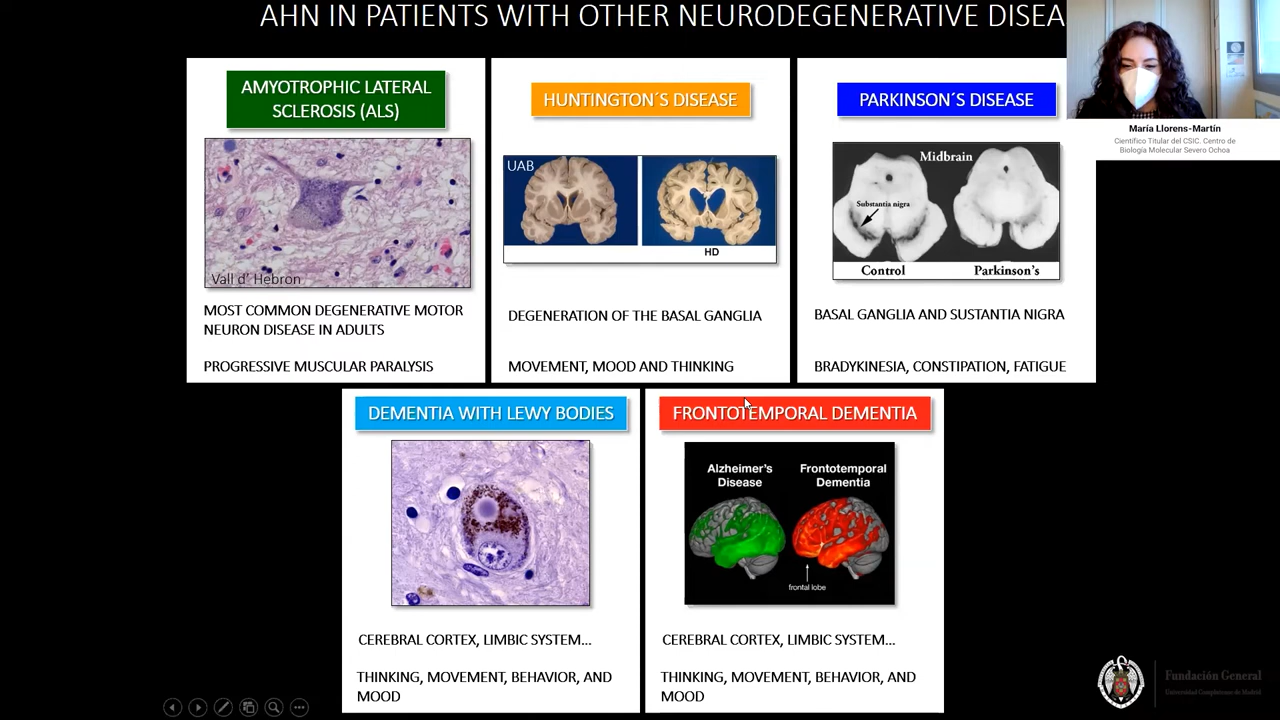 AHN IN PATIENTS WITH OTHER NEURODEGENERATIVE DISEA
María Llorens-Martín
Científico Titular del CSIC. Centro de
Biología Molecular Severo Ochoa
AMYOTROPHIC LATERAL
SCLEROSIS (ALS)
Vall d´ Hebron
MOST COMMON DEGENERATIVE MOTOR
NEURON DISEASE IN ADULTS
PROGRESSIVE MUSCULAR PARALYSIS
HUNTINGTON´S DISEASE
UAB
HD
DEGENERATION OF THE BASAL GANGLIA
MOVEMENT, MOOD AND THINKING
PARKINSON´S DISEASE
Midbrain
Substantia nigra
Control
Parkinson's
BASAL GANGLIA AND SUSTANTIA NIGRA
BRADYKINESIA, CONSTIPATION, FATIGUE
DEMENTIA WITH LEWY BODIES
CEREBRAL CORTEX, LIMBIC SYSTEM...
THINKING, MOVEMENT, BEHAVIOR, AND
MOOD
FRONTOTEMPORAL DEMENTIA
Alzheimer's
Disease
Frontotemporal
Dementia
frontal lobe
CEREBRAL CORTEX, LIMBIC SYSTEM...
THINKING, MOVEMENT, BEHAVIOR, AND
MOOD
Fundación General
Universidad Complutense de Madrid